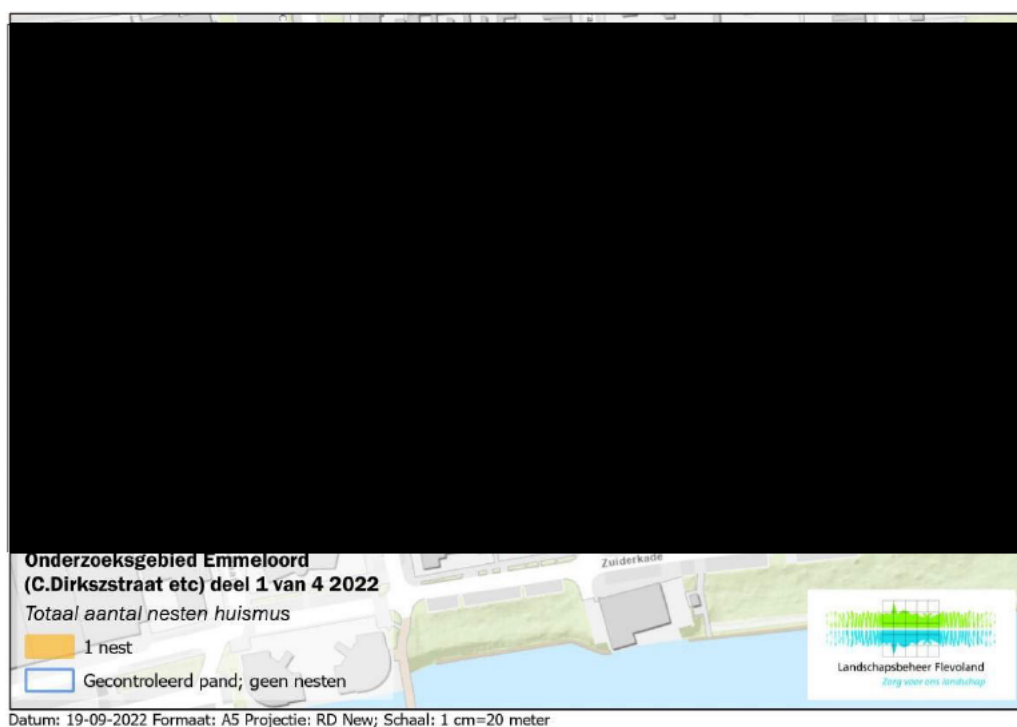 Onderzoeksgebied Emmeloord
(C.Dirkszstraat etc) deel 1 van 4 2022
Totaal aantal nesten huismus
1 nest
Gecontroleerd pand; geen nesten
Zuiderkade
Landschapsbeheer Flevoland
Zorg voor ons landschap
Datum: 19-09-2022 Formaat: A5 Projectie: RD New; Schaal: 1 cm=20 meter